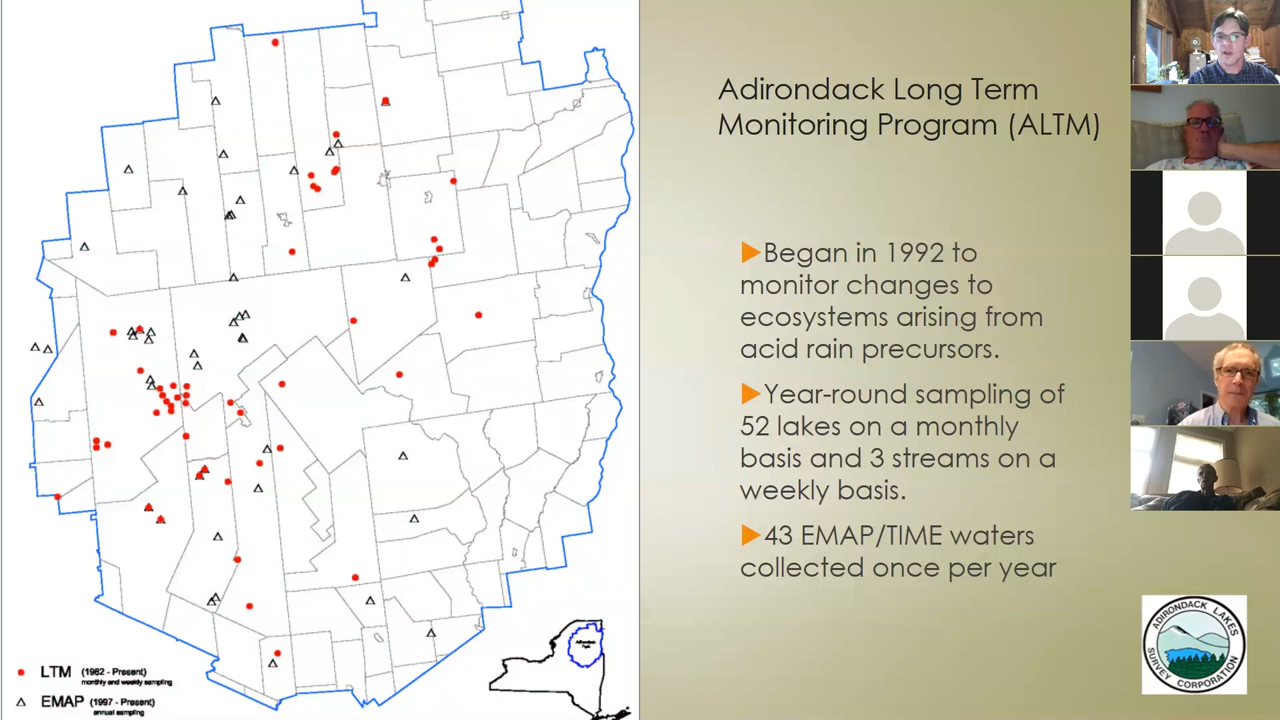 Adirondack Long Term
Monitoring Program (ALTM)
Began in 1992 to
monitor changes to
ecosystems arising from
acid rain precursors.
Year-round sampling of
52 lakes on a monthly
basis and 3 streams on a
weekly basis.
43 EMAP/TIME waters
collected once per year
LTM (1982 - Present)
monthly and weekly sampling
EMAP (1997 - Present)
annual sampling
Adirondack
Park
ADIRONDACK LAKES
SURVEY CORPORATION